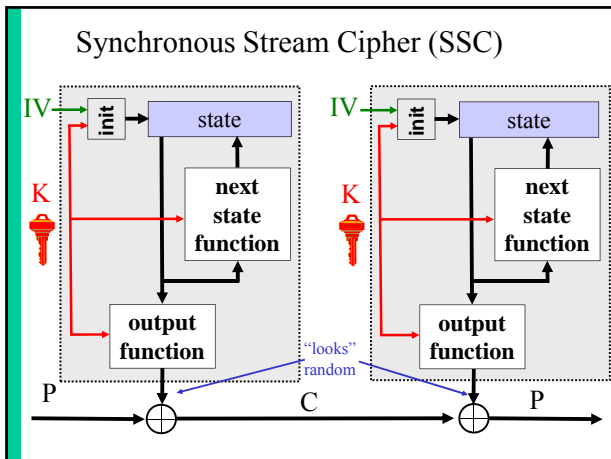 Synchronous Stream Cipher (SSC)
IV
init
state
K
next
state
function
output
function
P
IV
init
state
K
next
state
function
output
function
“looks”
random
C
P